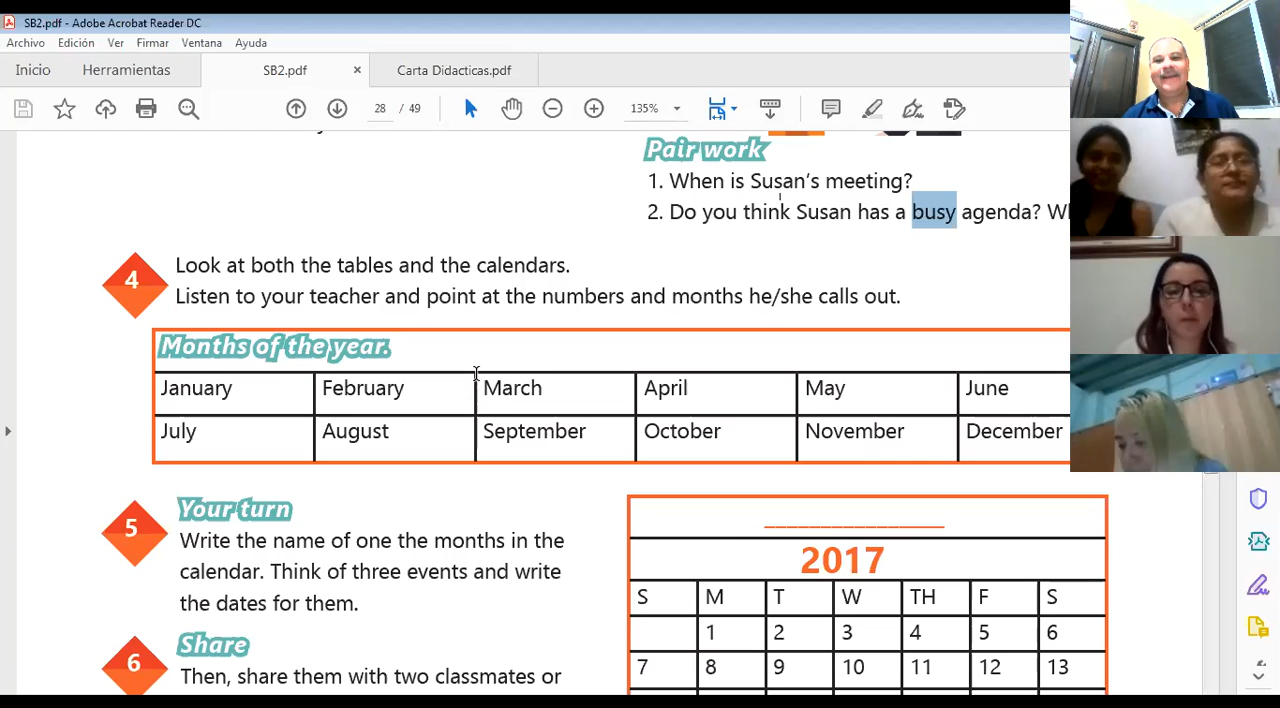 SB2.pdf - Adobe Acrobat Reader DC
Archivo Edición Ver Firmar Ventana Ayuda
Inicio Herramientas SB2.pdf × Carta Didacticas.pdf
28 / 49 135%
Pair work
1. When is Susan's meeting?
2. Do you think Susan has a busy agenda?
4
Look at both the tables and the calendars.
Listen to your teacher and point at the numbers and months he/she calls out.
Months of the year.
January February March April May June
July August September October November December
5
Your turn
Write the name of one the months in the
calendar. Think of three events and write
the dates for them.
6
Share
Then, share them with two classmates or
_______________
2017
S M T W TH F S
1 2 3 4 5 6
7 8 9 10 11 12 13